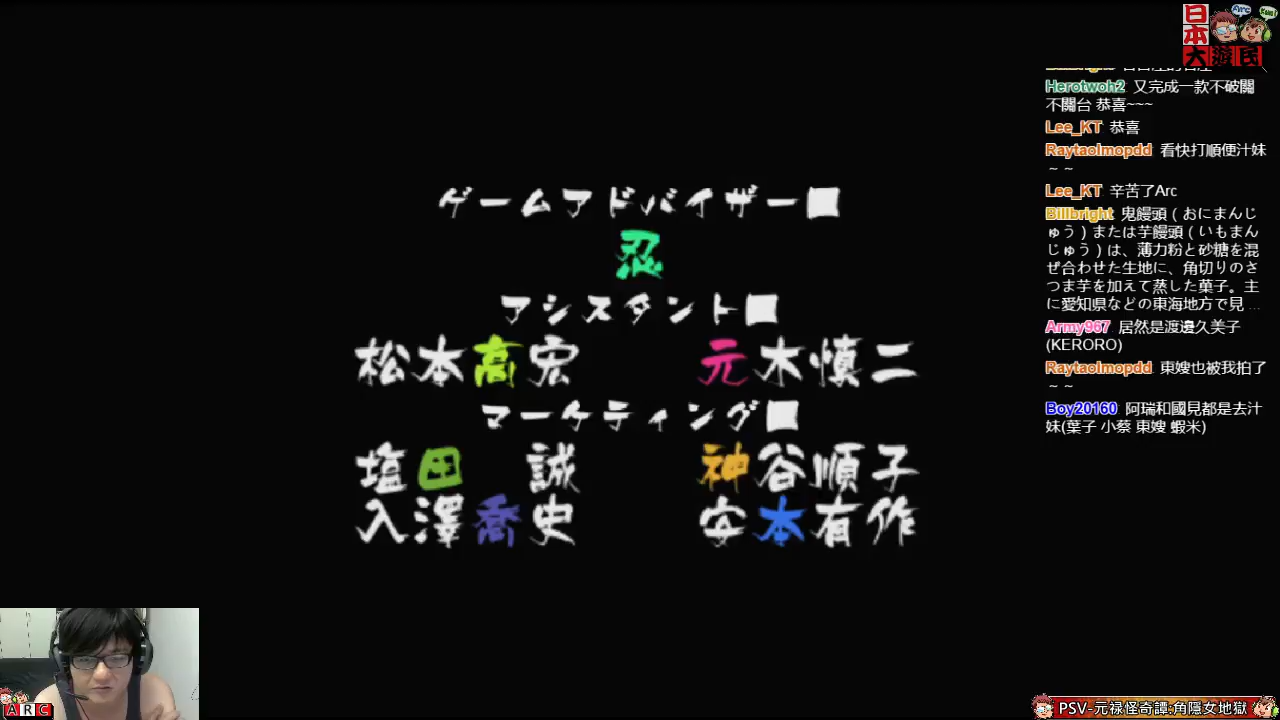 ゲームアドバイザー■
忍
アシスタント■
松本高宏 元木慎二
マーケティング■
塩田 誠 神谷順子
入澤喬史 安本有作
日本
大遊民
Herotwoh2 又完成一款不破關
不關台 恭喜~~~
Lee_KT 恭喜
Raytaolmopdd 看快打順便汁妹
~ ~
Lee_KT 辛苦了Arc
Billbright 鬼饅頭（おにまんじ
ゅう）または芋饅頭（いもまん
じゅう）は、薄力粉と砂糖を混
ぜ合わせた生地に、角切りのさ
つま芋を加えて蒸した菓子。主
に愛知県などの東海地方で見 ...
Army967 居然是渡邉久美子
(KERORO)
Raytaolmopdd 東嫂也被我拍了
~ ~
Boy20160 阿瑞和國見都是去汁
妹(葉子 小蔡 東嫂 蝦米)
ARC
PSV-元禄怪奇譚:角隱女地獄